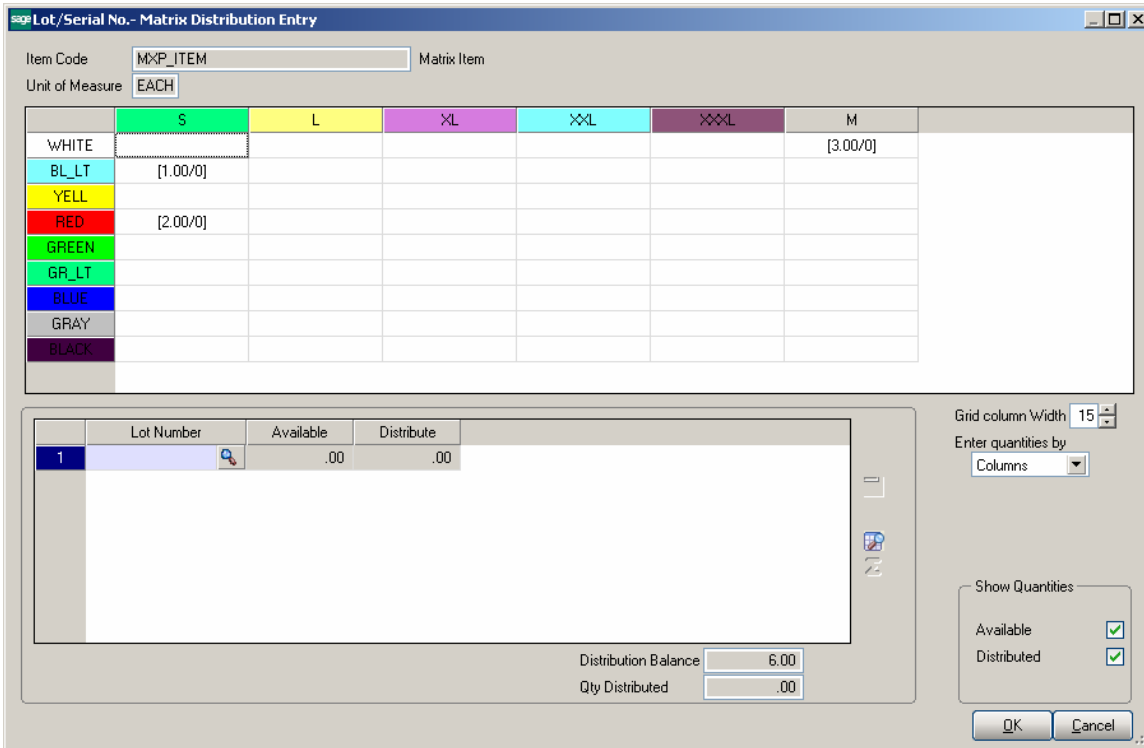 sage Lot/Serial No.- Matrix Distribution Entry
Item Code MXP_ITEM Matrix Item
Unit of Measure EACH
S L XL XXL XXXL M
WHITE [3.00/0]
BL_LT [1.00/0]
YELL
RED [2.00/0]
GREEN
GR_LT
BLUE
GRAY
BLACK
Grid column Width 15
Enter quantities by
Columns
Lot Number Available Distribute
1 .00 .00
Show Quantities
Available
Distributed
Distribution Balance 6.00
Qty Distributed .00
OK Cancel